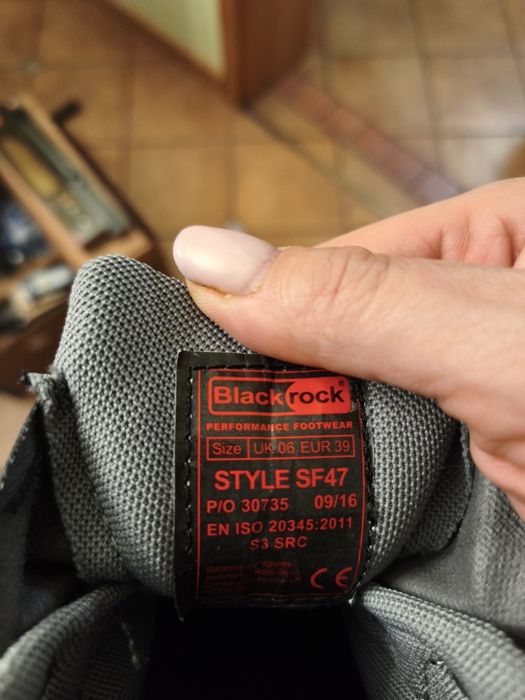 Blackrock®
PERFORMANCE FOOTWEAR
Size UK 06 EUR 39
STYLE SF47
P/O 30735 09/16
EN ISO 20345:2011
S3 SRC
CE